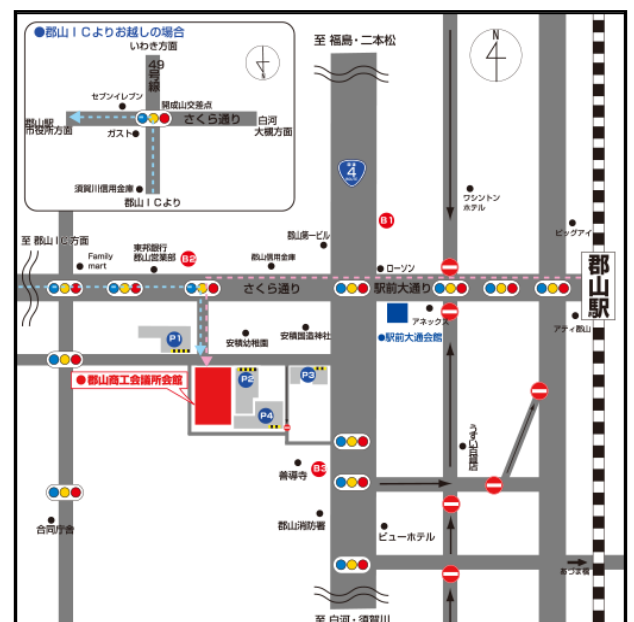 ●郡山ICよりお越しの場合
いわき方面
49号線
セブンイレブン
開成山交差点
さくら通り
郡山駅
市役所方面
ガスト
白河
大槻方面
須賀川信用金庫
郡山ICより
N
至 福島・二本松
N
国道
4
ワシントン
ホテル
B1
ビッグアイ
郡山第一ビル
至 郡山IC方面
Family
mart
東邦銀行
郡山営業部
B2
郡山信用金庫
ローソン
さくら通り
駅前大通り
郡山駅
アネックス
アティ郡山
●駅前大通会館
P1
安積幼稚園
安積国造神社
●郡山商工会議所会館
P2
P3
P4
うすい百貨店
善導寺
B3
合同庁舎
郡山消防署
ビューホテル
至 白河・須賀川